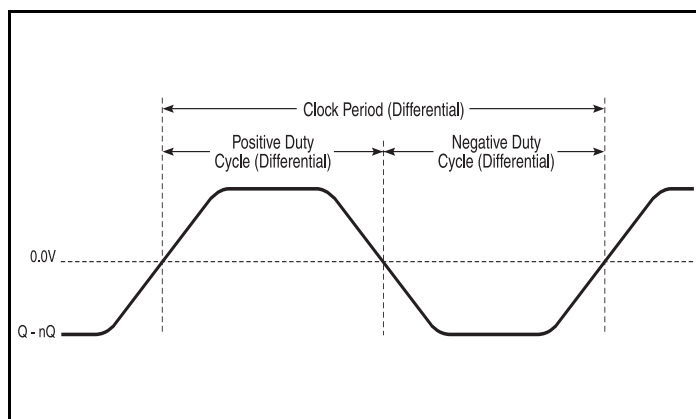 Clock Period (Differential)
Positive Duty
Cycle (Differential)
Negative Duty
Cycle (Differential)
0.0V
Q - nQ